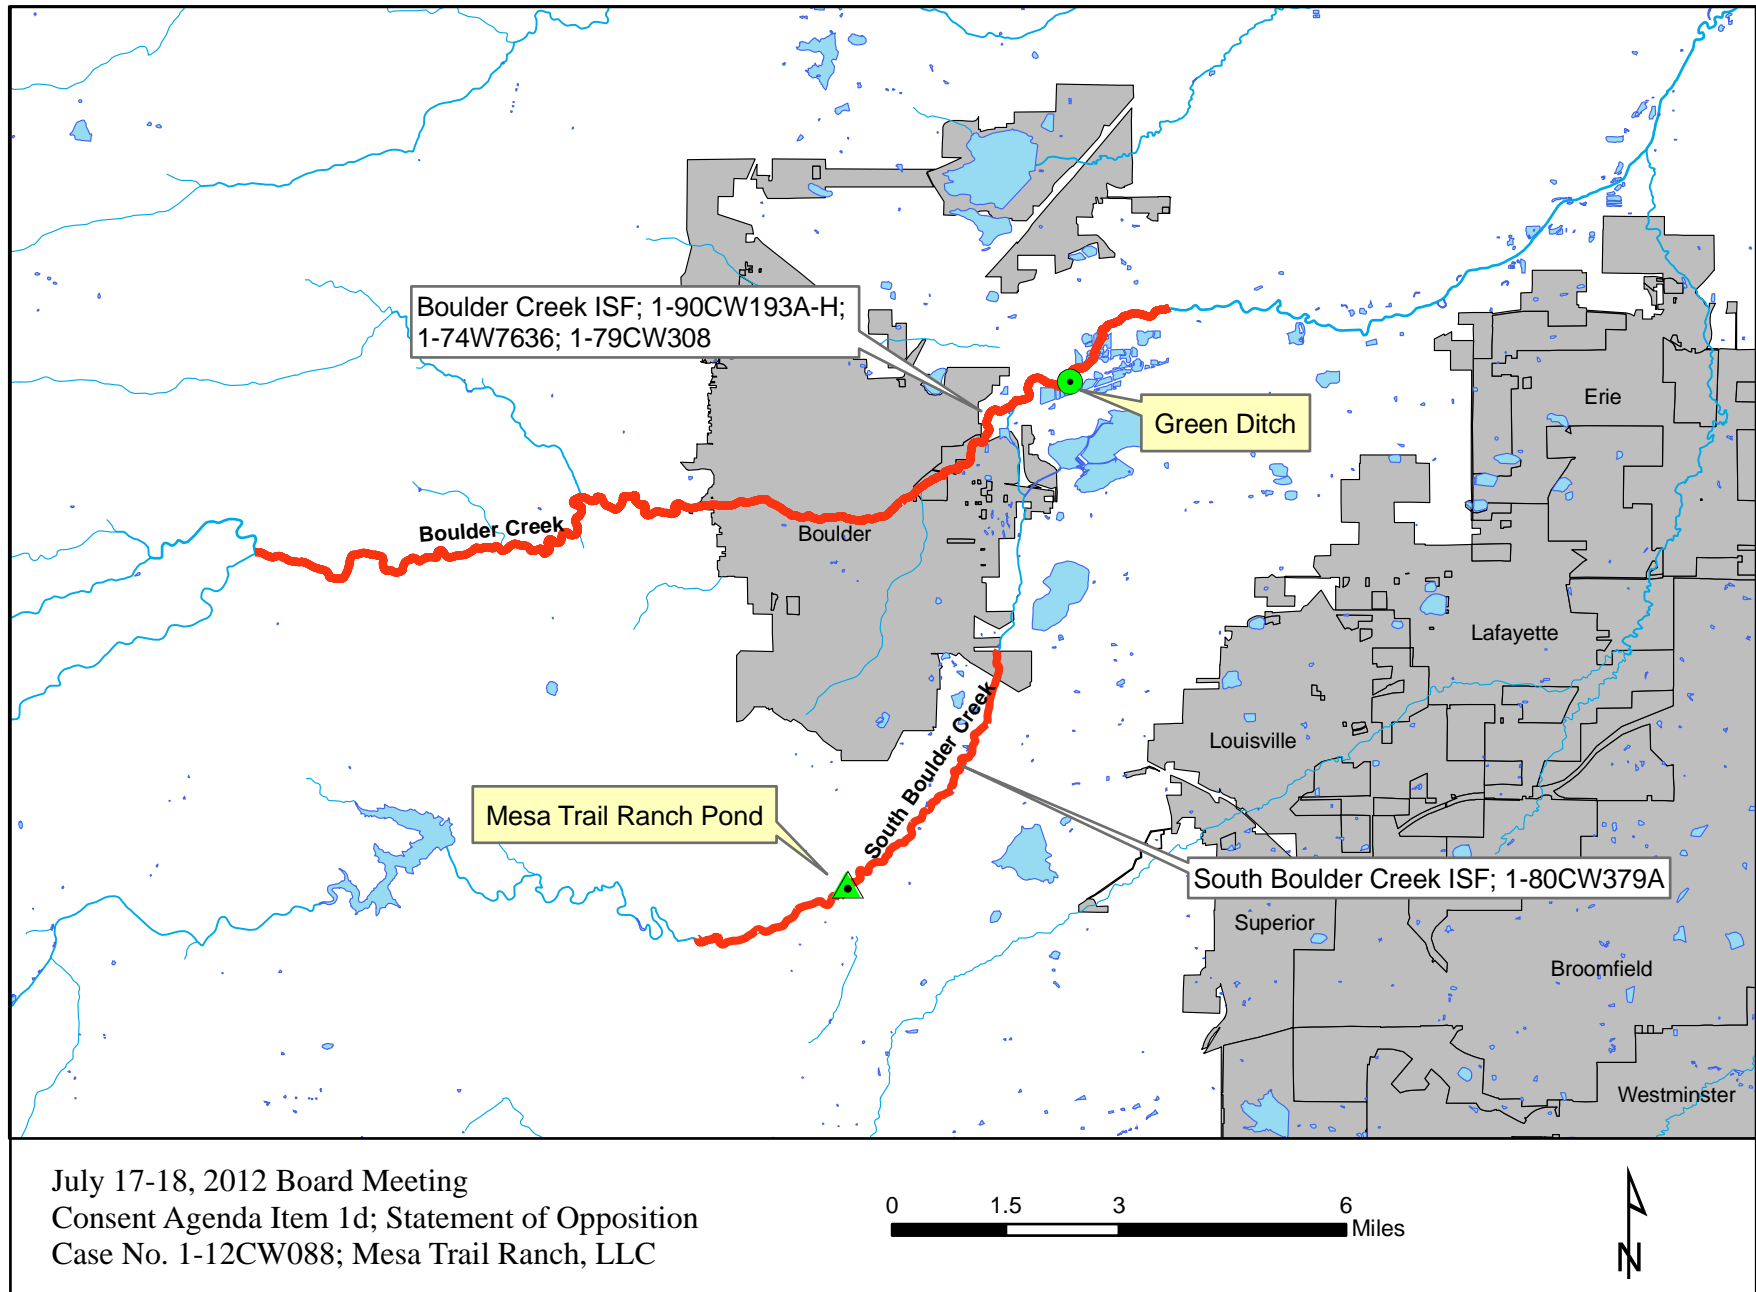 Boulder Creek ISF; 1-90CW193A-H;
1-74W7636; 1-79CW308
Green Ditch
Erie
Boulder Creek
Boulder
Lafayette
South Boulder Creek
Louisville
Mesa Trail Ranch Pond
South Boulder Creek ISF; 1-80CW379A
Superior
Broomfield
Westminster
July 17-18, 2012 Board Meeting
Consent Agenda Item 1d; Statement of Opposition
Case No. 1-12CW088; Mesa Trail Ranch, LLC
0 1.5 3 6
Miles
N